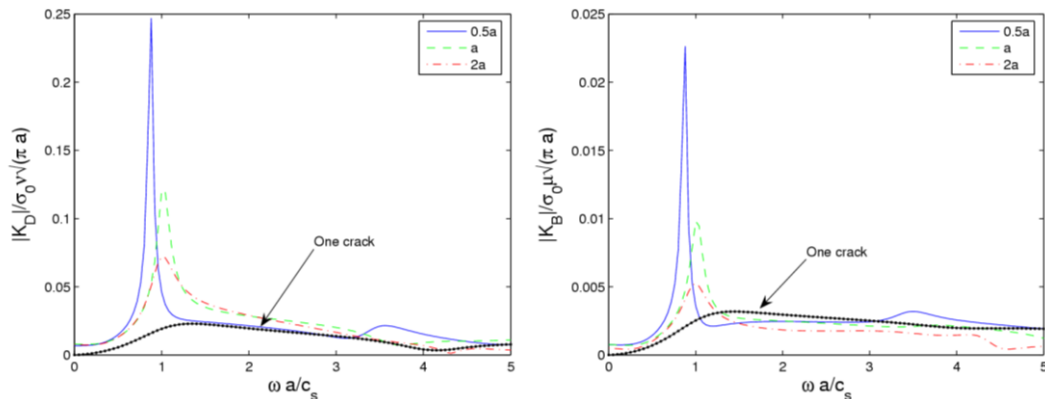 0.25
0.2
0.15
0.1
0.05
0
0 1 2 3 4 5
|K_D|/σ₀ν√(π a)
ω a/c_s
0.5a
a
2a
One crack
0.025
0.02
0.015
0.01
0.005
0
0 1 2 3 4 5
|K_B|/σ₀μ√(π a)
ω a/c_s
0.5a
a
2a
One crack